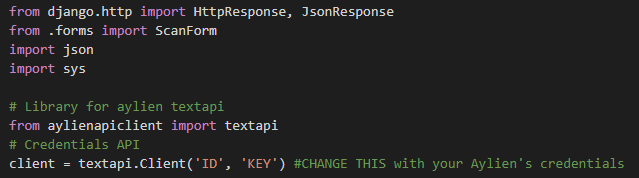 from django.http import HttpResponse, JsonResponse
from .forms import ScanForm
import json
import sys

# Library for aylien textapi
from aylienapiclient import textapi
# Credentials API
client = textapi.Client('ID', 'KEY') #CHANGE THIS with your Aylien's credentials